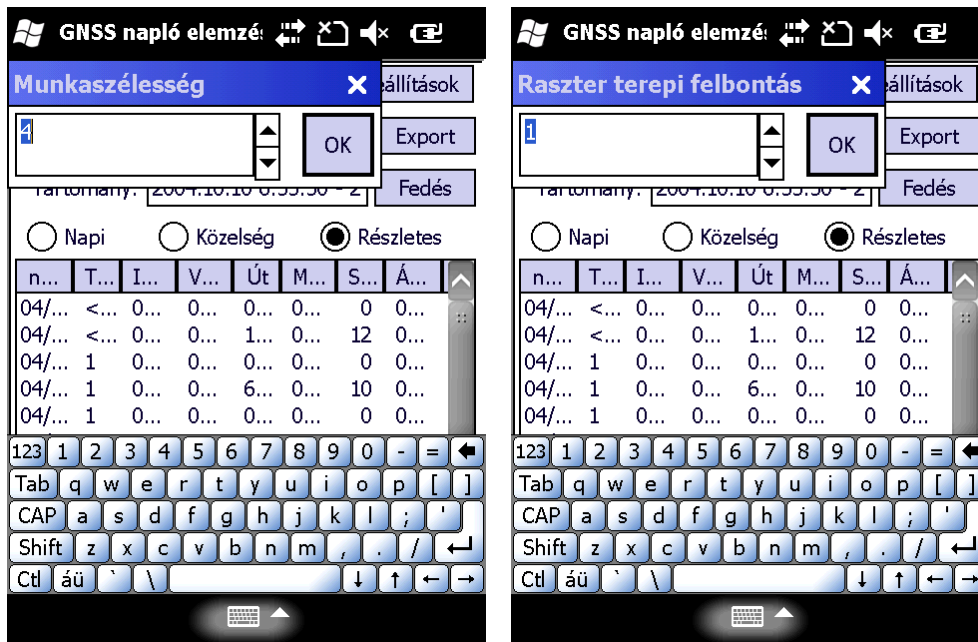 GNSS napló elemzé
Munkaszélesség
állítások
4
OK
Export
Fedés
Napi Közelség Részletes
n... T... I... V... Út M... S... Á...
04/... <... 0... 0... 0... 0... 0 0...
04/... <... 0... 0... 1... 0... 12 0...
04/... 1 0... 0... 0... 0... 0 0...
04/... 1 0... 0... 6... 0... 10 0...
04/... 1 0... 0... 0... 0... 0 0...
123 1 2 3 4 5 6 7 8 9 0 - =
Tab q w e r t y u i o p [ ]
CAP a s d f g h j k l ; '
Shift z x c v b n m , . /
Ctl áü ` \
GNSS napló elemzé
Raszter terepi felbontás
állítások
1
OK
Export
Fedés
Napi Közelség Részletes
n... T... I... V... Út M... S... Á...
04/... <... 0... 0... 0... 0... 0 0...
04/... <... 0... 0... 1... 0... 12 0...
04/... 1 0... 0... 0... 0... 0 0...
04/... 1 0... 0... 6... 0... 10 0...
04/... 1 0... 0... 0... 0... 0 0...
123 1 2 3 4 5 6 7 8 9 0 - =
Tab q w e r t y u i o p [ ]
CAP a s d f g h j k l ; '
Shift z x c v b n m , . /
Ctl áü ` \